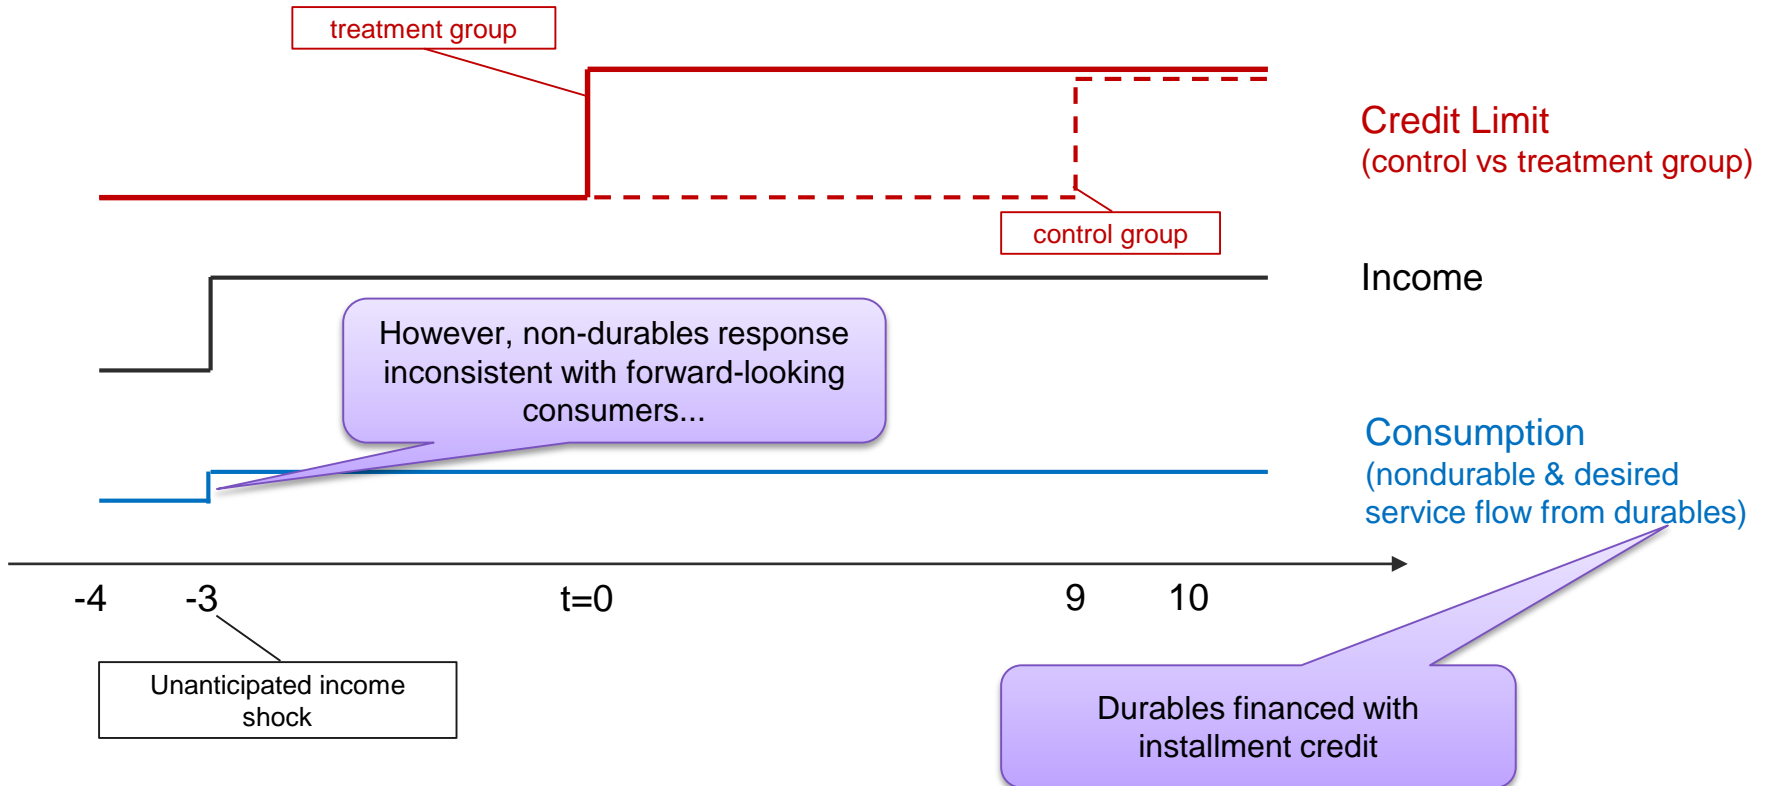 treatment group
Credit Limit
(control vs treatment group)
control group
Income
However, non-durables response
inconsistent with forward-looking
consumers...
Consumption
(nondurable & desired
service flow from durables)
-4 -3 t=0 9 10
Unanticipated income
shock
Durables financed with
installment credit